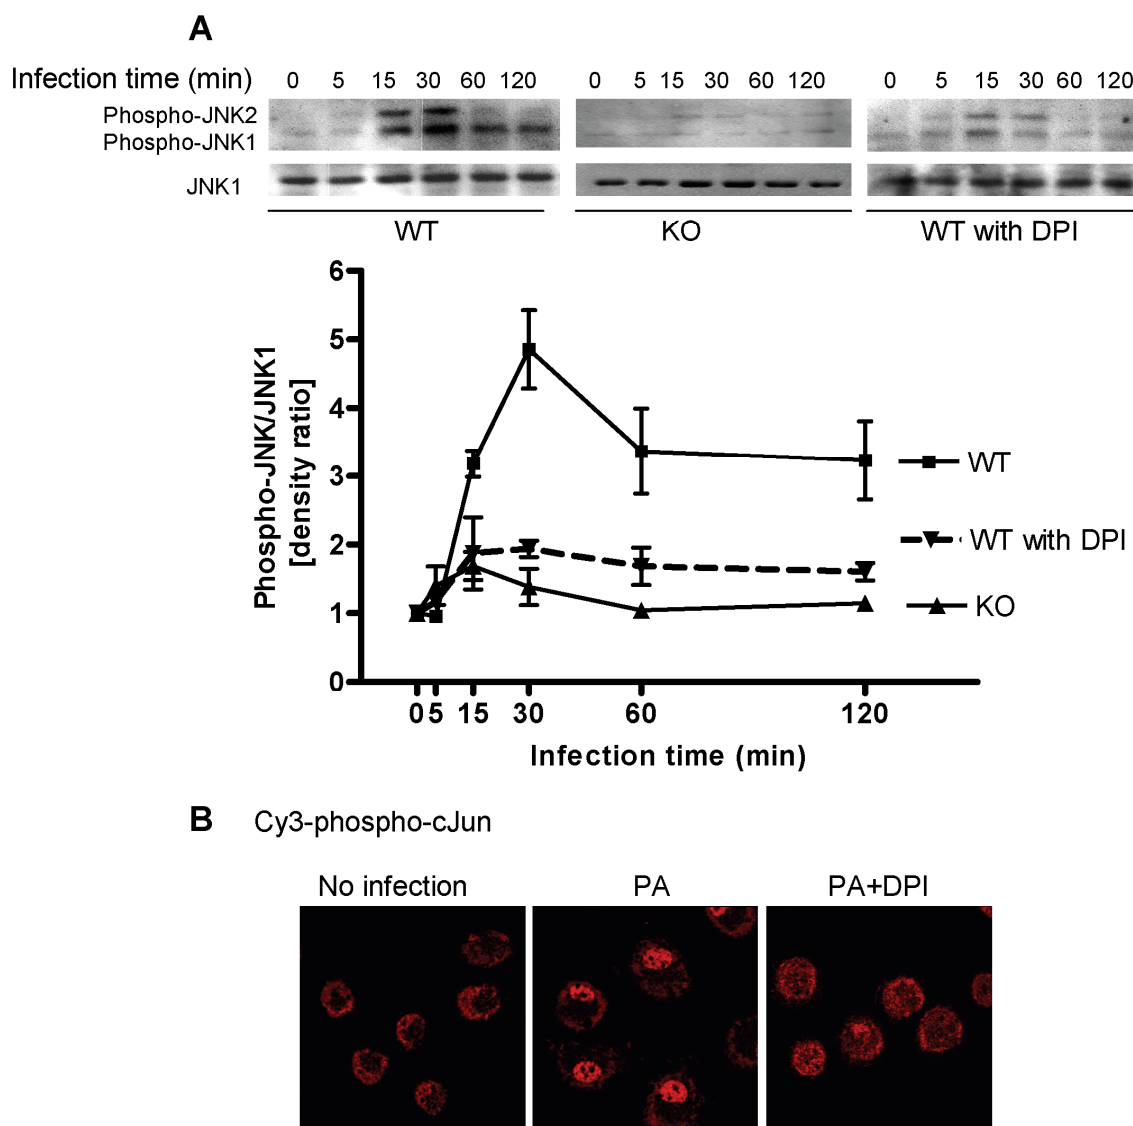 A
Infection time (min) 0 5 15 30 60 120 0 5 15 30 60 120 0 5 15 30 60 120
Phospho-JNK2
Phospho-JNK1
JNK1
WT KO WT with DPI
Phospho-JNK/JNK1
[density ratio]
6
5
4
3
2
1
0
WT
WT with DPI
KO
0 5 15 30 60 120
Infection time (min)
B Cy3-phospho-cJun
No infection PA PA+DPI